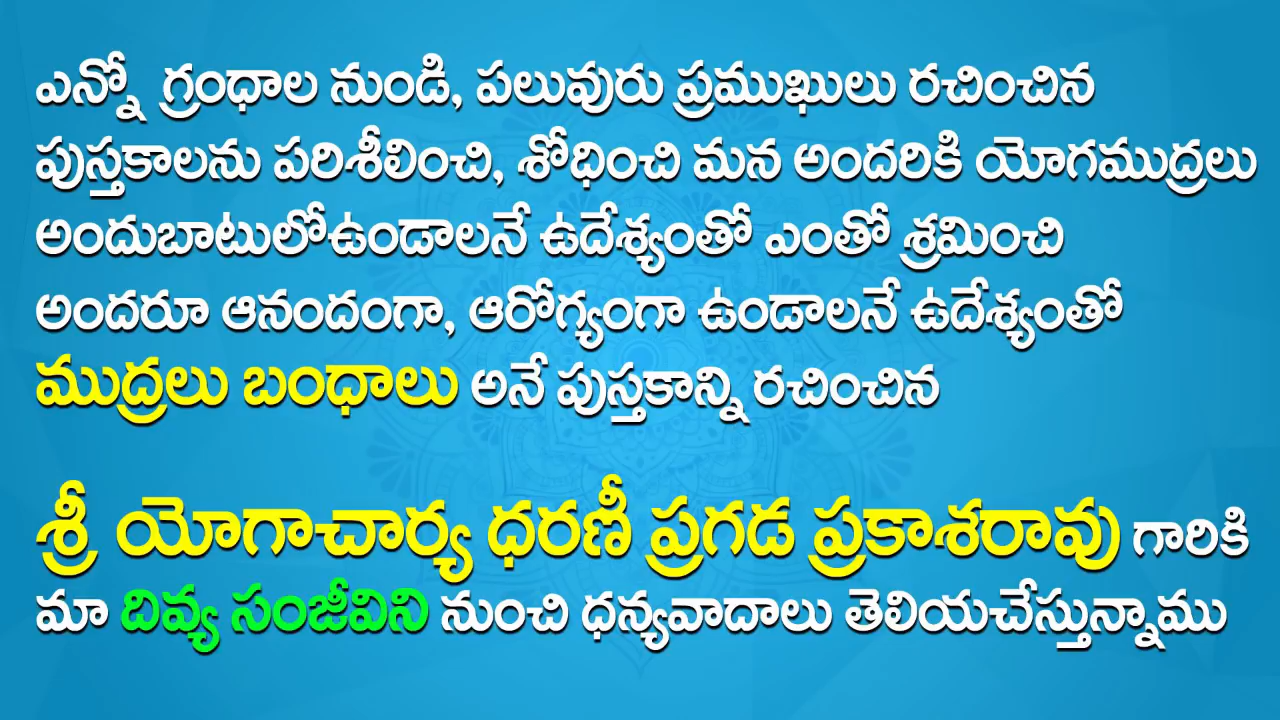 ఎన్నో గ్రంధాల నుండి, పలువురు ప్రముఖులు రచించిన
పుస్తకాలను పరిశీలించి, శోధించి మన అందరికి యోగముద్రలు
అందుబాటులోఉండాలనే ఉదేశ్యంతో ఎంతో శ్రమించి
అందరూ ఆనందంగా, ఆరోగ్యంగా ఉండాలనే ఉదేశ్యంతో
ముద్రలు బంధాలు అనే పుస్తకాన్ని రచించిన
శ్రీ యోగాచార్య ధరణీ ప్రగడ ప్రకాశరావు గారికి
మా దివ్య సంజీవిని నుంచి ధన్యవాదాలు తెలియచేస్తున్నాము